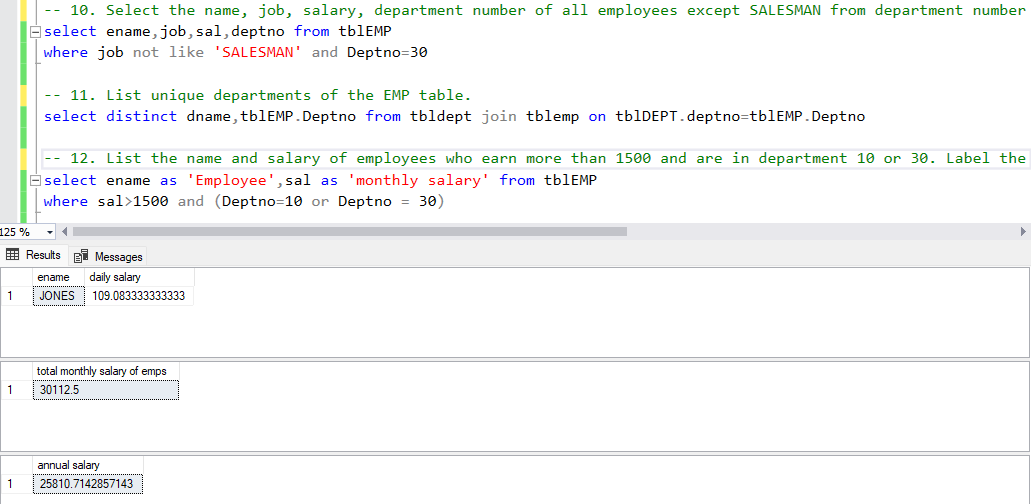 -- 10. Select the name, job, salary, department number of all employees except SALESMAN from department number
select ename,job,sal,deptno from tblEMP
where job not like 'SALESMAN' and Deptno=30
-- 11. List unique departments of the EMP table.
select distinct dname,tblEMP.Deptno from tbldept join tblemp on tblDEPT.deptno=tblEMP.Deptno
-- 12. List the name and salary of employees who earn more than 1500 and are in department 10 or 30. Label the
select ename as 'Employee',sal as 'monthly salary' from tblEMP
where sal>1500 and (Deptno=10 or Deptno = 30)
125 %
Results Messages
ename daily salary
1 JONES 109.083333333333
total monthly salary of emps
1 30112.5
annual salary
1 25810.7142857143